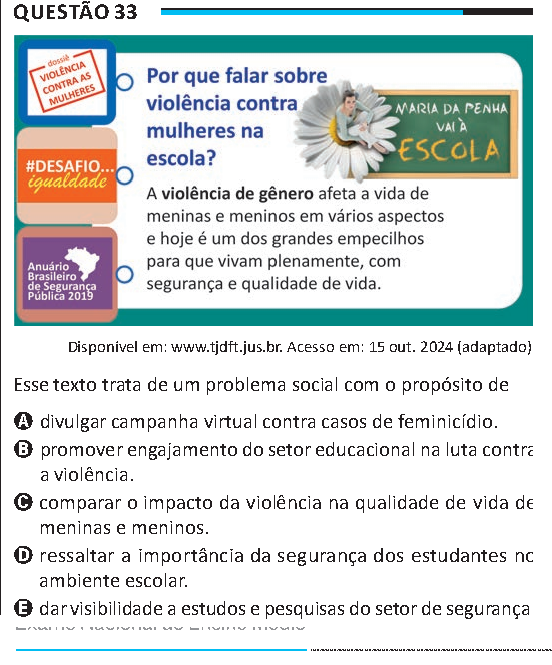 QUESTÃO 33
dossiê
VIOLÊNCIA
CONTRA AS
MULHERES
#DESAFIO...
igualdade
Anuário
Brasileiro
de Segurança
Pública 2019
Por que falar sobre
violência contra
mulheres na
escola?
MARIA DA PENHA
VAI À
ESCOLA
A violência de gênero afeta a vida de
meninas e meninos em vários aspectos
e hoje é um dos grandes empecilhos
para que vivam plenamente, com
segurança e qualidade de vida.
Disponível em: www.tjdft.jus.br. Acesso em: 15 out. 2024 (adaptado)
Esse texto trata de um problema social com o propósito de
A divulgar campanha virtual contra casos de feminicídio.
B promover engajamento do setor educacional na luta contra
a violência.
C comparar o impacto da violência na qualidade de vida de
meninas e meninos.
D ressaltar a importância da segurança dos estudantes no
ambiente escolar.
E dar visibilidade a estudos e pesquisas do setor de segurança